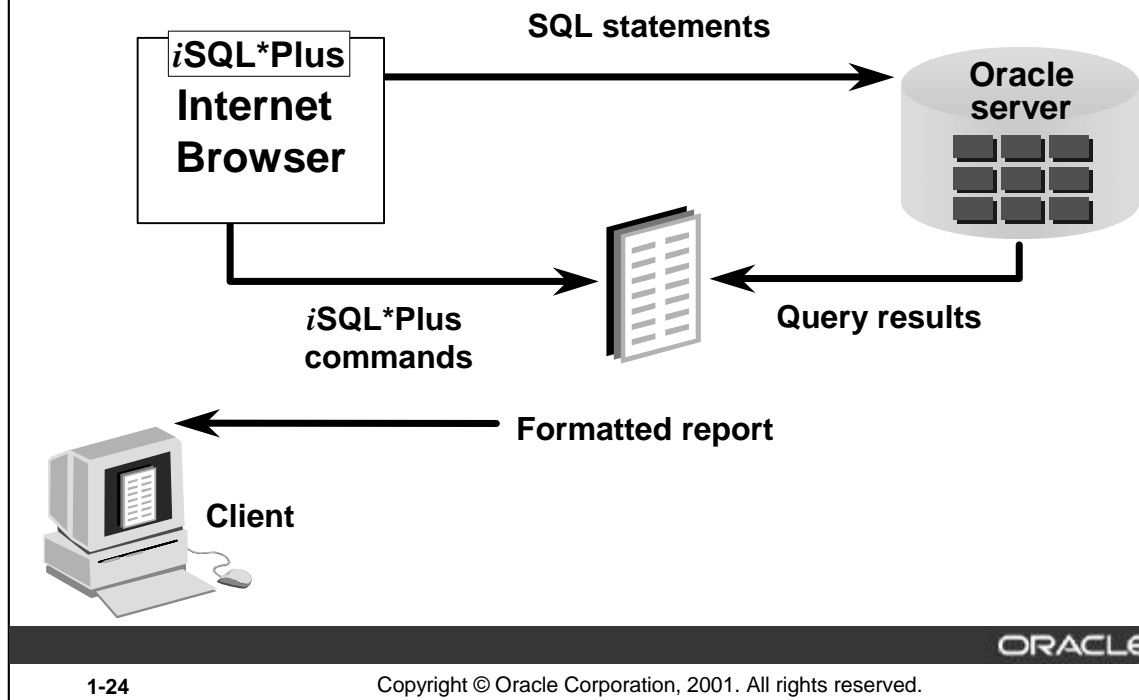 SQL statements
iSQL*Plus
Internet
Browser
Oracle
server
iSQL*Plus
commands
Query results
Formatted report
Client
ORACLE
1-24
Copyright © Oracle Corporation, 2001. All rights reserved.